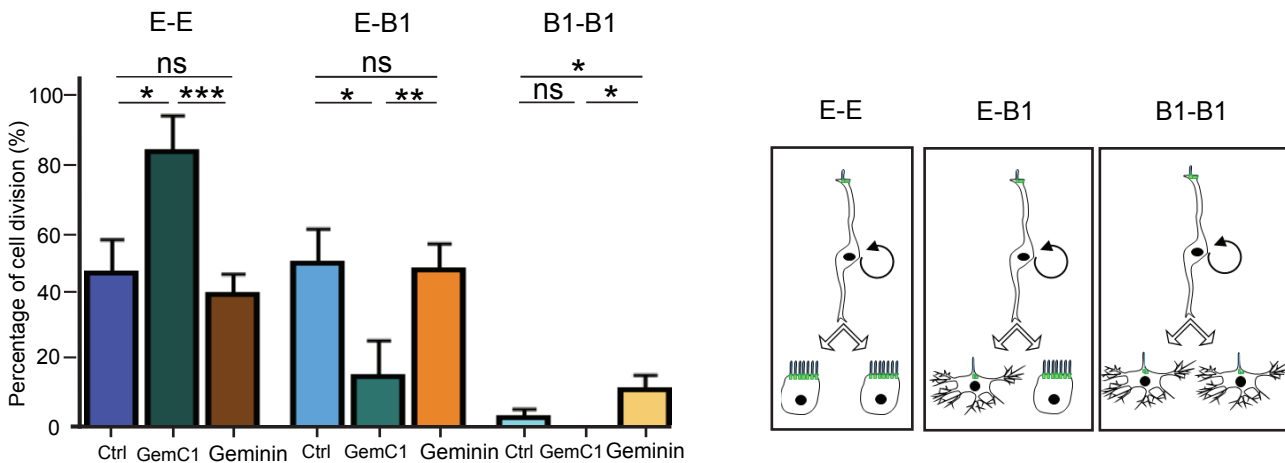 E-E
E-B1
B1-B1
ns
ns
*
* ***
* **
ns *
Percentage of cell division (%)
100
80
60
40
20
0
Ctrl GemC1 Geminin Ctrl GemC1 Geminin Ctrl GemC1 Geminin
E-E
E-B1
B1-B1